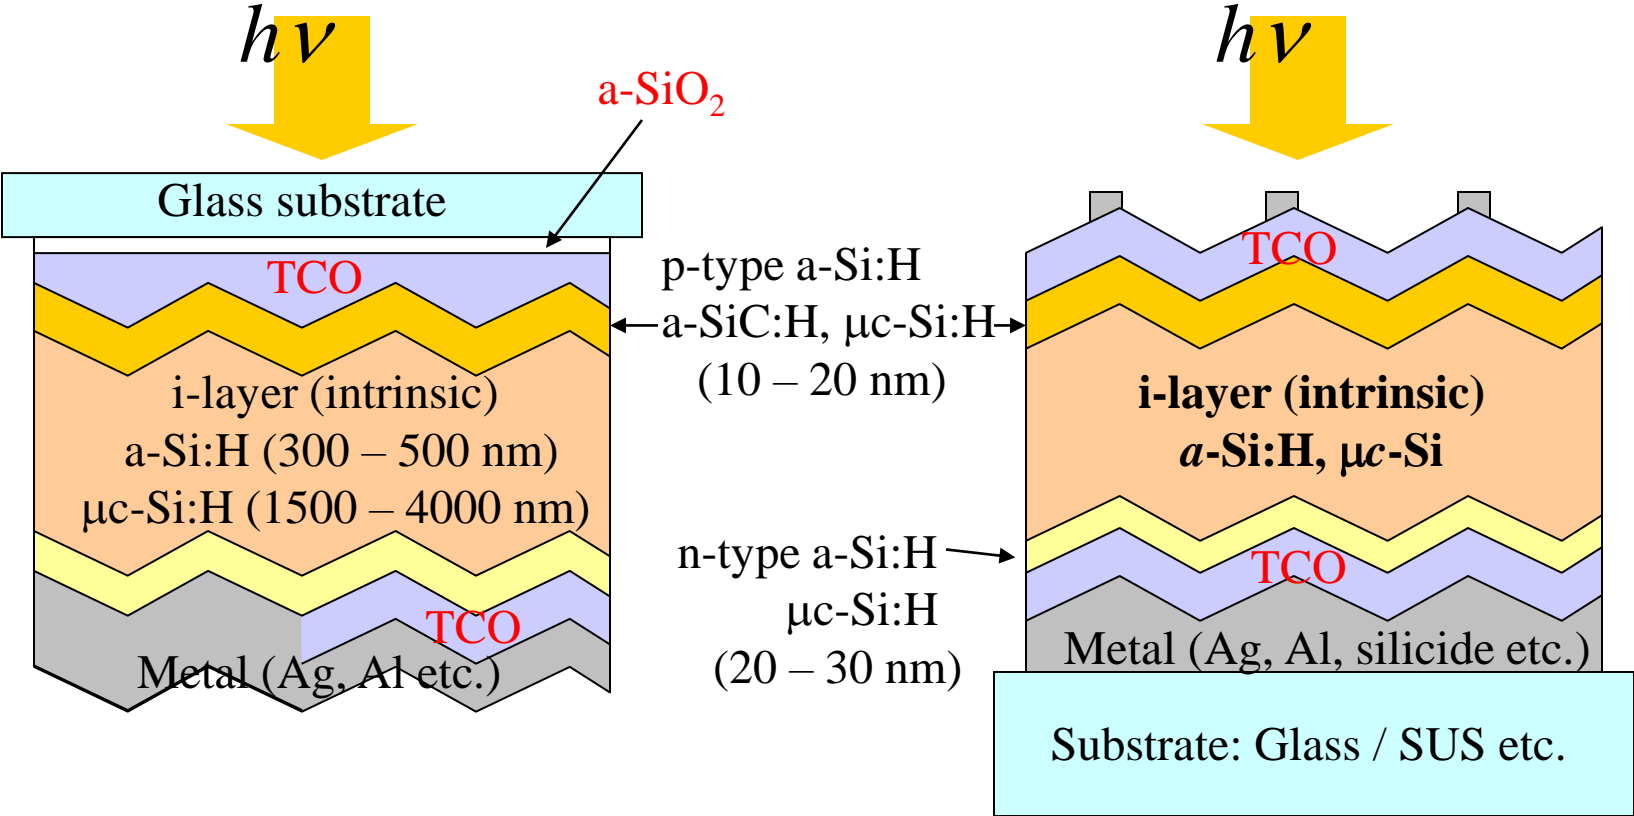 hν
hν
a-SiO₂
Glass substrate
TCO
p-type a-Si:H
a-SiC:H, μc-Si:H
(10 – 20 nm)
i-layer (intrinsic)
a-Si:H (300 – 500 nm)
μc-Si:H (1500 – 4000 nm)
TCO
Metal (Ag, Al etc.)
n-type a-Si:H
μc-Si:H
(20 – 30 nm)
TCO
i-layer (intrinsic)
a-Si:H, μc-Si
TCO
Metal (Ag, Al, silicide etc.)
Substrate: Glass / SUS etc.